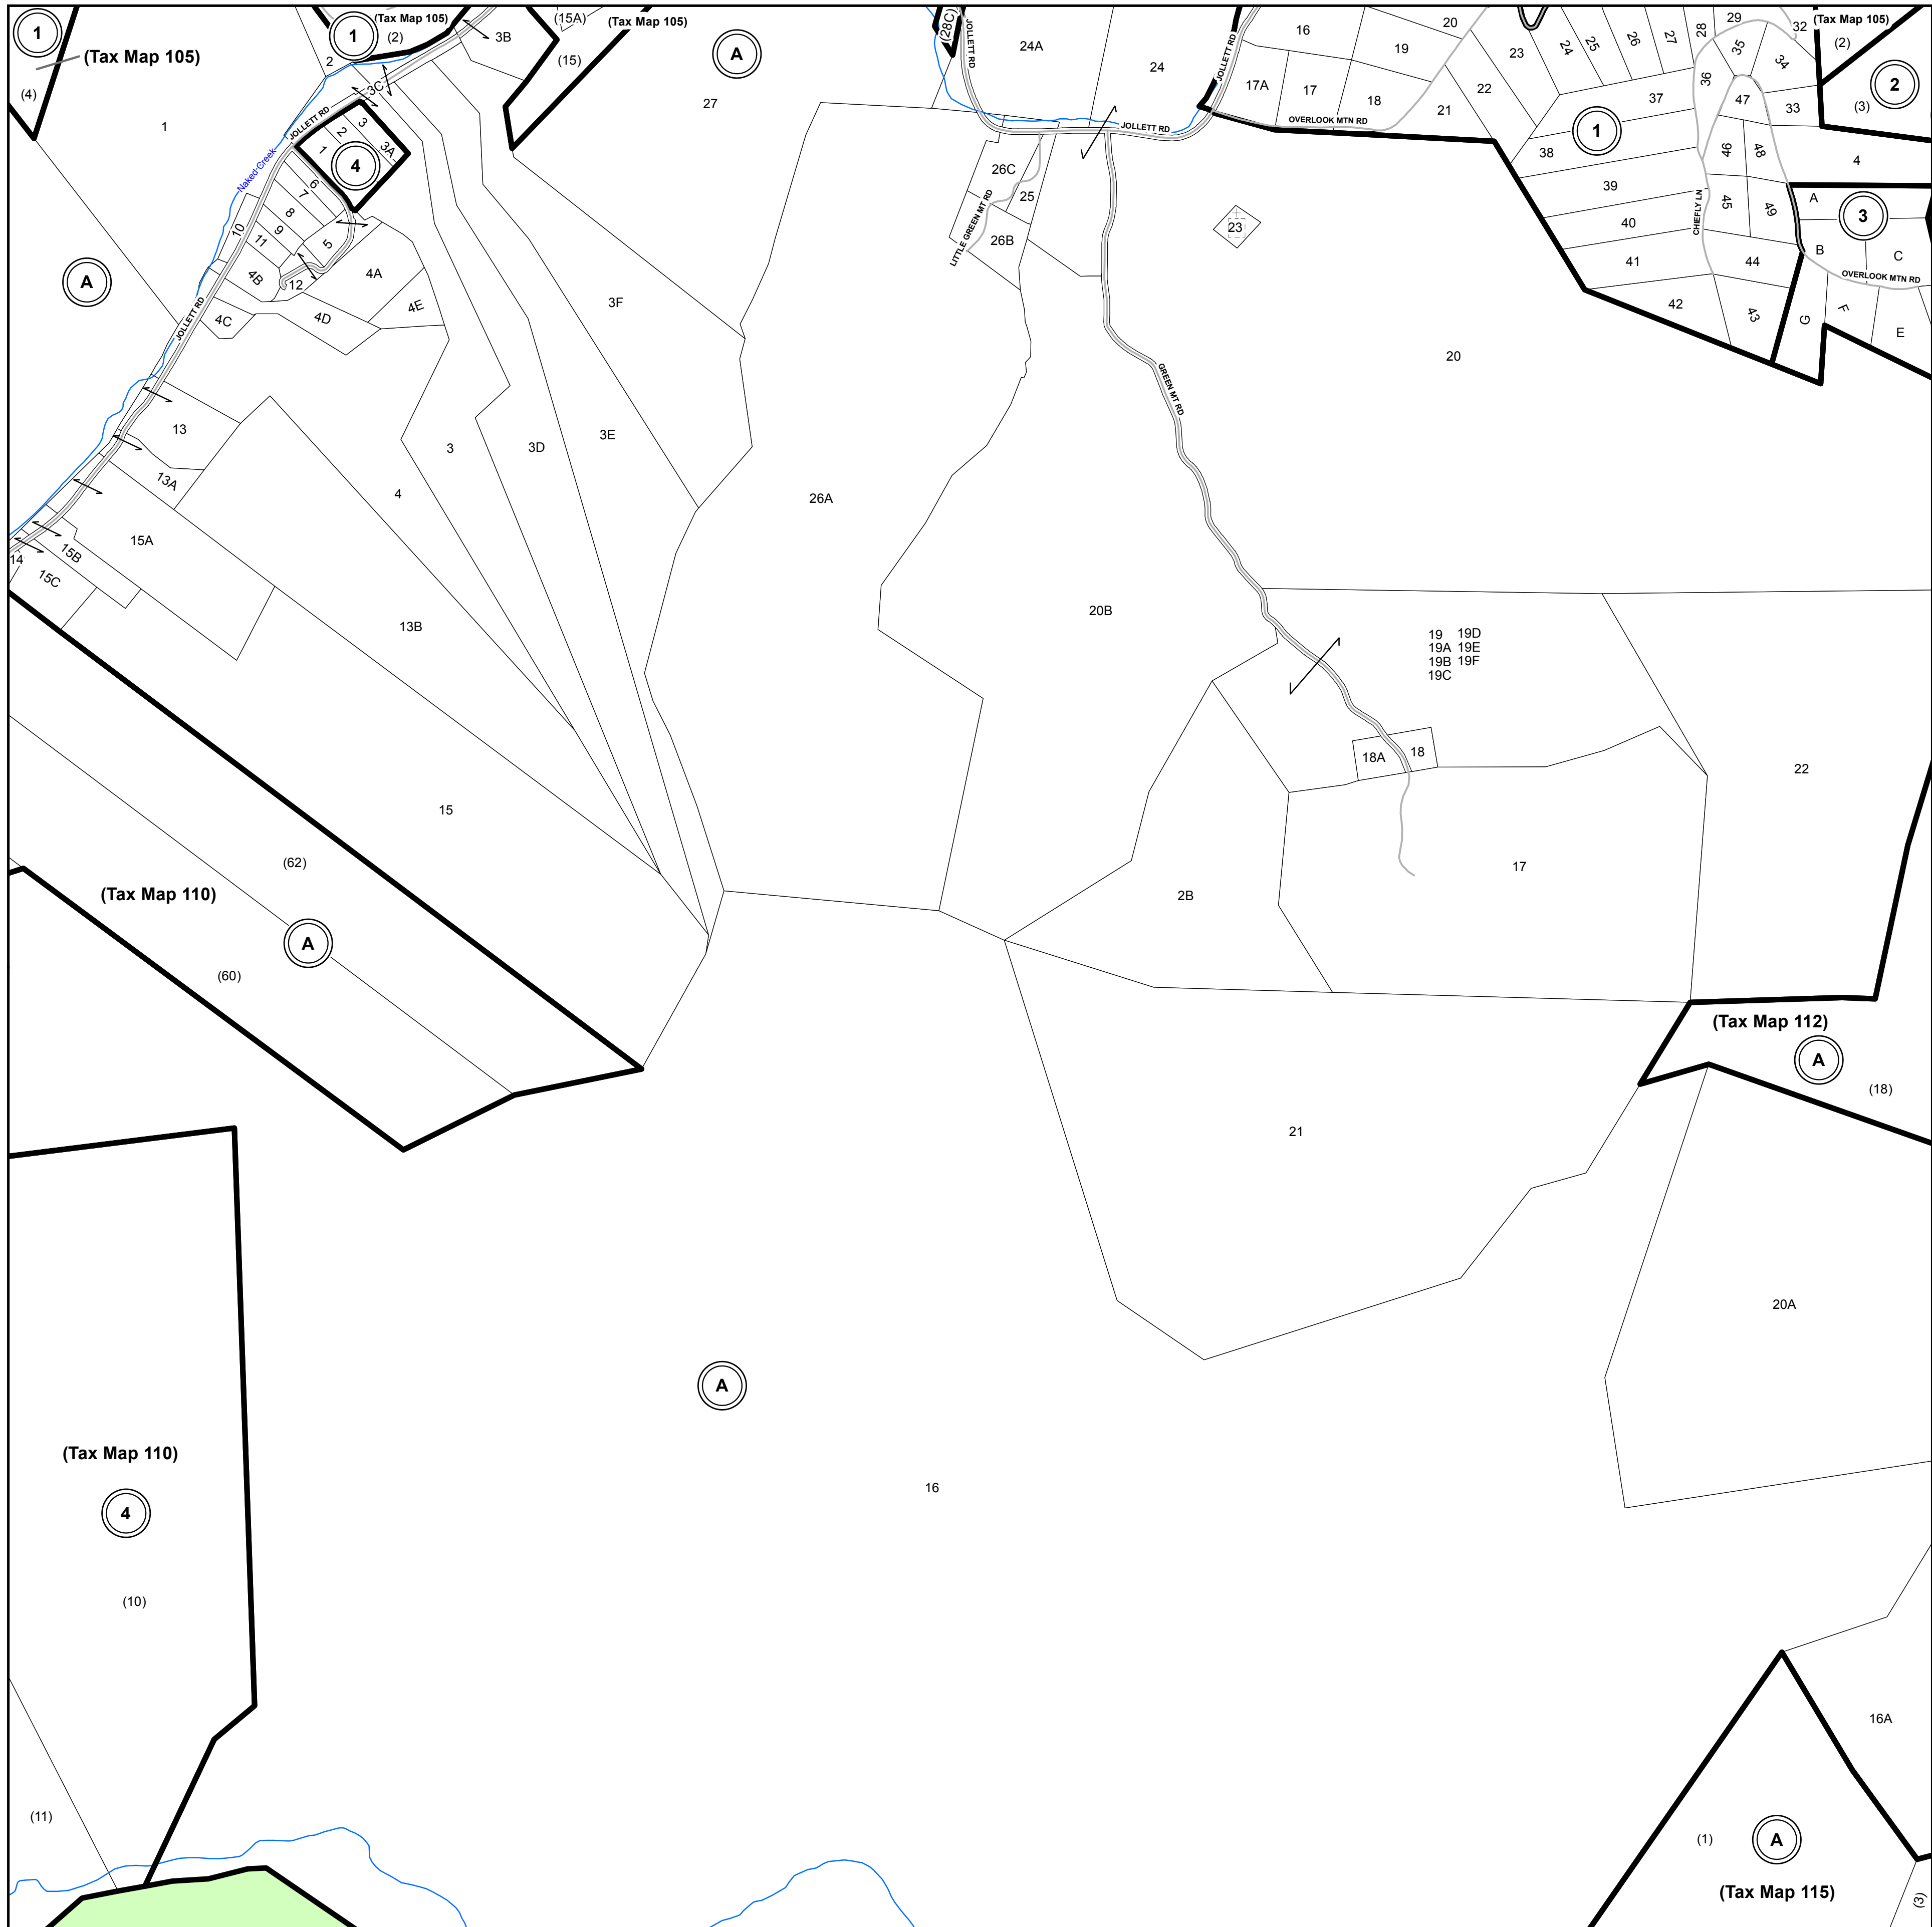 1
(Tax Map 105)
(4)
1
A
(Tax Map 105)
1
(2)
2
3B
(15A)
(15)
(Tax Map 105)
A
27
3C
JOLLETT RD
3
2
1
3A
4
Naked Creek
6
7
8
9
10
11
5
12
4A
4B
4C
4D
4E
JOLLETT RD
3F
3E
3D
3
4
13
13A
13B
14
15A
15B
15C
15
(28C)
JOLLETT RD
24A
24
JOLLETT RD
JOLLETT RD
26C
25
26B
LITTLE GREEN MT RD
26A
20B
GREEN MT RD
23
20
16
17A
17
18
19
20
21
22
OVERLOOK MTN RD
23
24
25
26
27
28
29
32
35
34
36
37
47
33
1
38
39
40
41
42
46
48
45
49
44
43
CHEFLY LN
(Tax Map 105)
(2)
2
(3)
4
A
3
B
C
OVERLOOK MTN RD
G
F
E
19 19D
19A 19E
19B 19F
19C
18A
18
22
17
2B
(62)
(Tax Map 110)
A
(60)
(Tax Map 112)
A
(18)
21
20A
A
16
(Tax Map 110)
4
(10)
(11)
16A
(1)
A
(Tax Map 115)
(3)